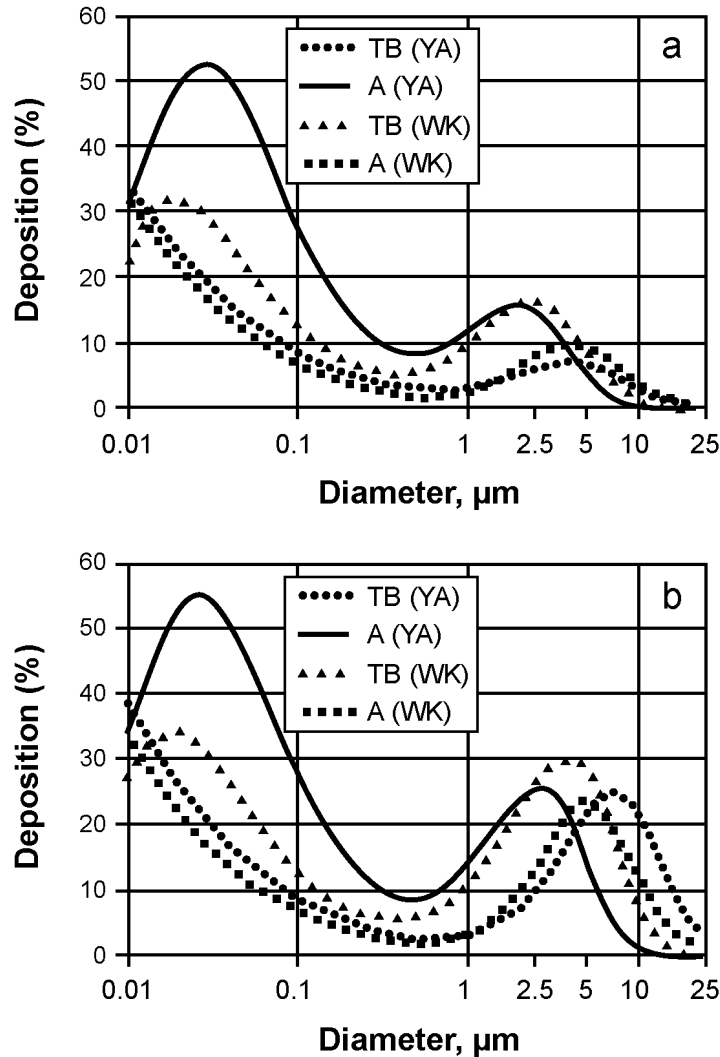 60
50
40
30
20
10
0
Deposition (%)
a
TB (YA)
A (YA)
TB (WK)
A (WK)
0.01 0.1 1 2.5 5 10 25
Diameter, µm
60
50
40
30
20
10
0
Deposition (%)
b
TB (YA)
A (YA)
TB (WK)
A (WK)
0.01 0.1 1 2.5 5 10 25
Diameter, µm